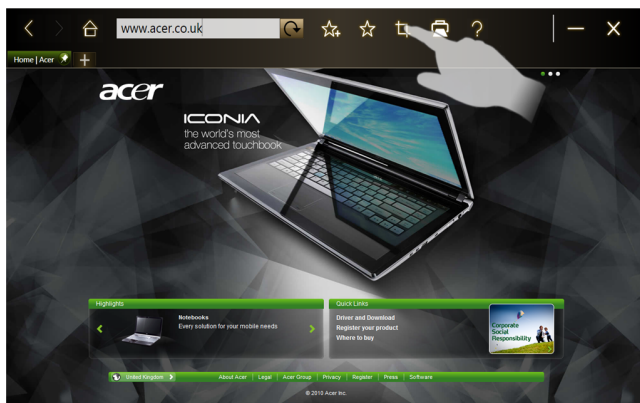 www.acer.co.uk
Home | Acer
acer
ICONIA
the world's most
advanced touchbook
Highlights
Notebooks
Every solution for your mobile needs
Quick Links
Driver and Download
Register your product
Where to buy
Corporate
Social
Responsibility
United Kingdom
About Acer | Legal | Acer Group | Privacy | Register | Press | Software
© 2010 Acer Inc.